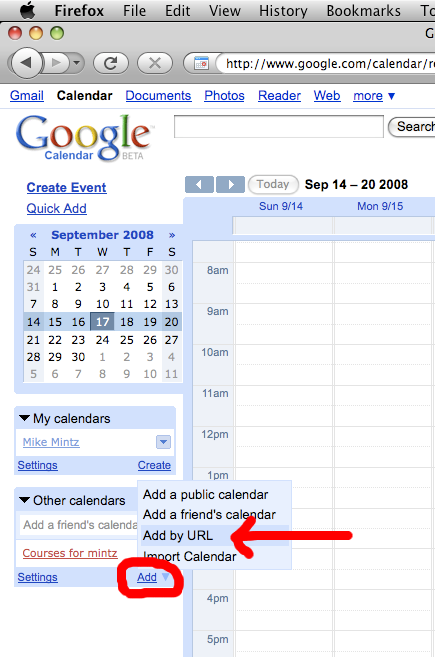 Firefox File Edit View History Bookmarks To
G
http://www.google.com/calendar/re
Gmail Calendar Documents Photos Reader Web more ▼
Google
Calendar BETA
Search
Create Event
Quick Add
Today Sep 14 – 20 2008
Sun 9/14 Mon 9/15
« September 2008 »
S M T W T F S
24 25 26 27 28 29 30
31 1 2 3 4 5 6
7 8 9 10 11 12 13
14 15 16 17 18 19 20
21 22 23 24 25 26 27
28 29 30 1 2 3 4
5 6 7 8 9 10 11
8am
9am
10am
11am
12pm
1pm
4pm
5pm
My calendars
Mike Mintz
Settings Create
Other calendars
Add a friend's calenda
Courses for mintz
Settings Add ▼
Add a public calendar
Add a friend's calendar
Add by URL
Import Calendar